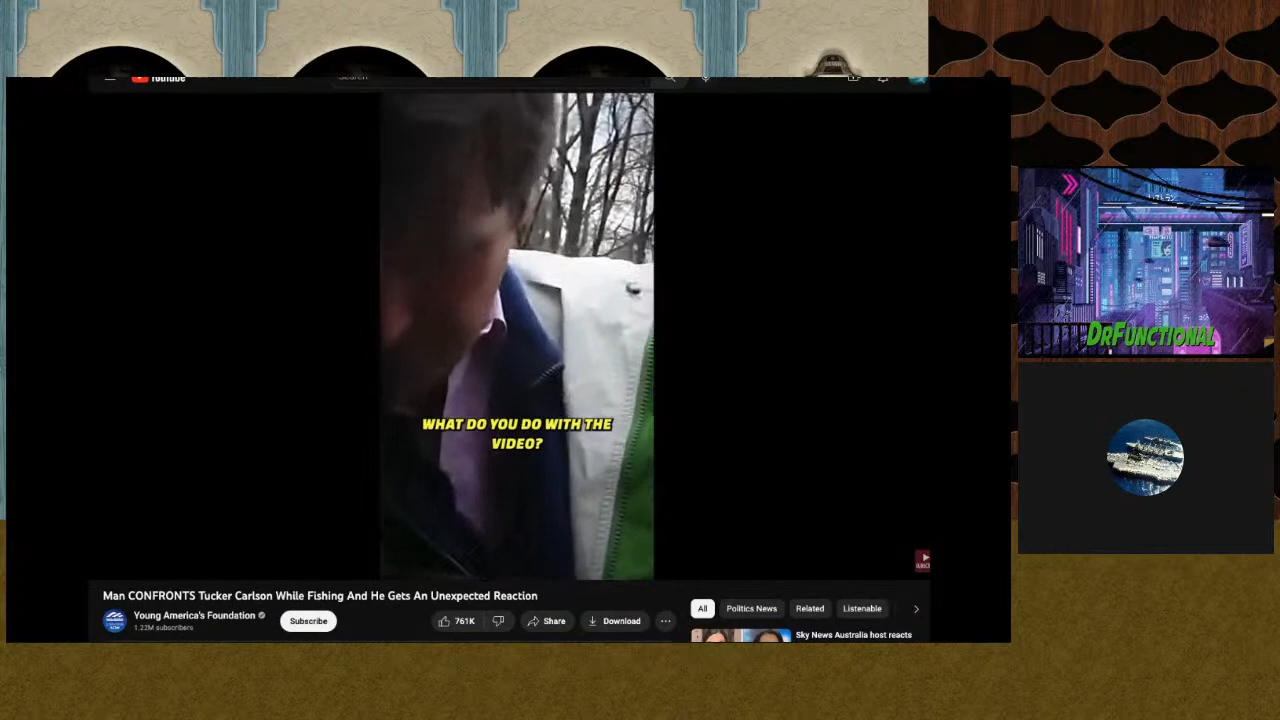 YouTube
Search
WHAT DO YOU DO WITH THE
VIDEO?
DRFUNCTIONAL
Man CONFRONTS Tucker Carlson While Fishing And He Gets An Unexpected Reaction
Young America's Foundation
1.22M subscribers
Subscribe
761K
Share
Download
All
Politics News
Related
Listenable
Sky News Australia host reacts